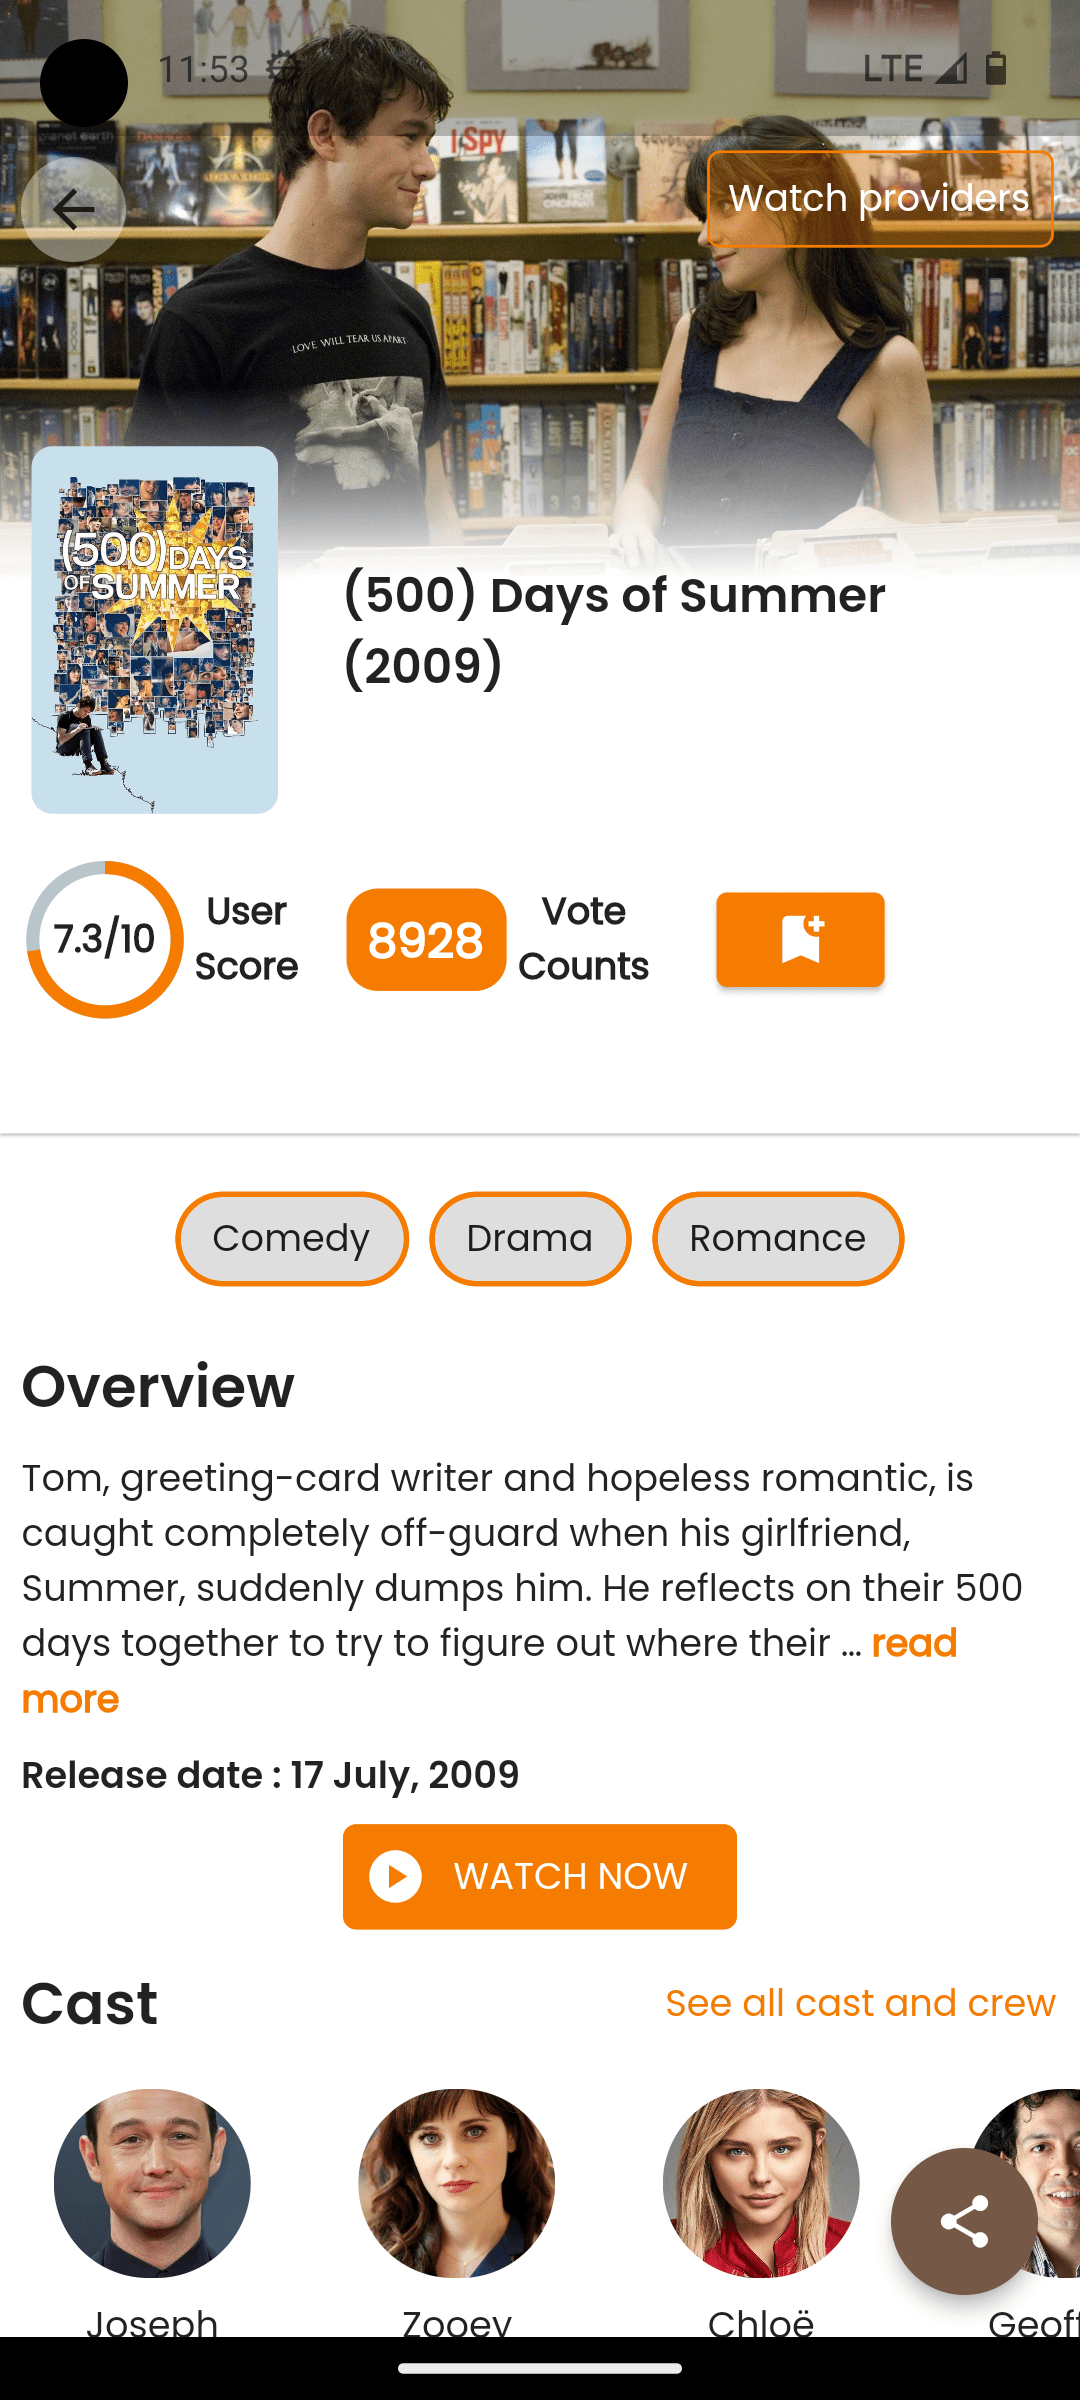 11:53
LTE
planet earth
I SPY
Watch providers
LOVE WILL TEAR US APART
(500) DAYS
OF SUMMER
(500) Days of Summer
(2009)
7.3/10
User
Score
8928
Vote
Counts
Comedy
Drama
Romance
Overview
Tom, greeting-card writer and hopeless romantic, is
caught completely off-guard when his girlfriend,
Summer, suddenly dumps him. He reflects on their 500
days together to try to figure out where their ... read
more
Release date : 17 July, 2009
WATCH NOW
Cast
See all cast and crew
Joseph
Zooey
Chloë
Geoff